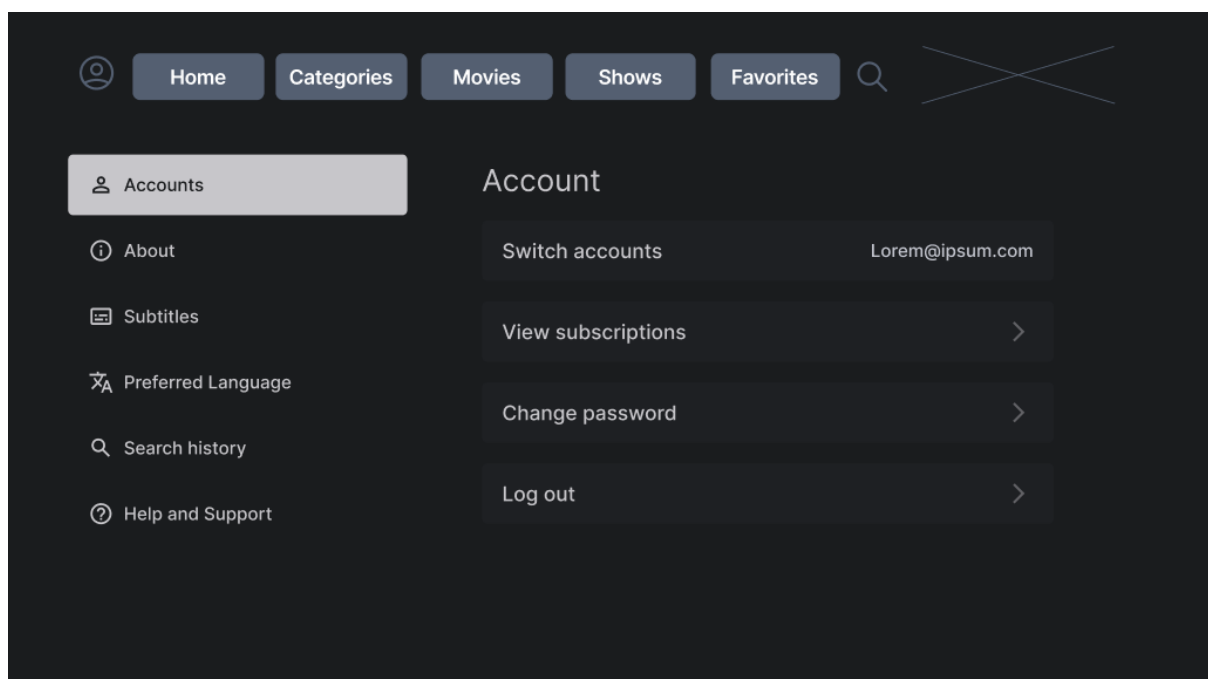 Home
Categories
Movies
Shows
Favorites
Accounts
About
Subtitles
Preferred Language
Search history
Help and Support
Account
Switch accounts
Lorem@ipsum.com
View subscriptions
Change password
Log out